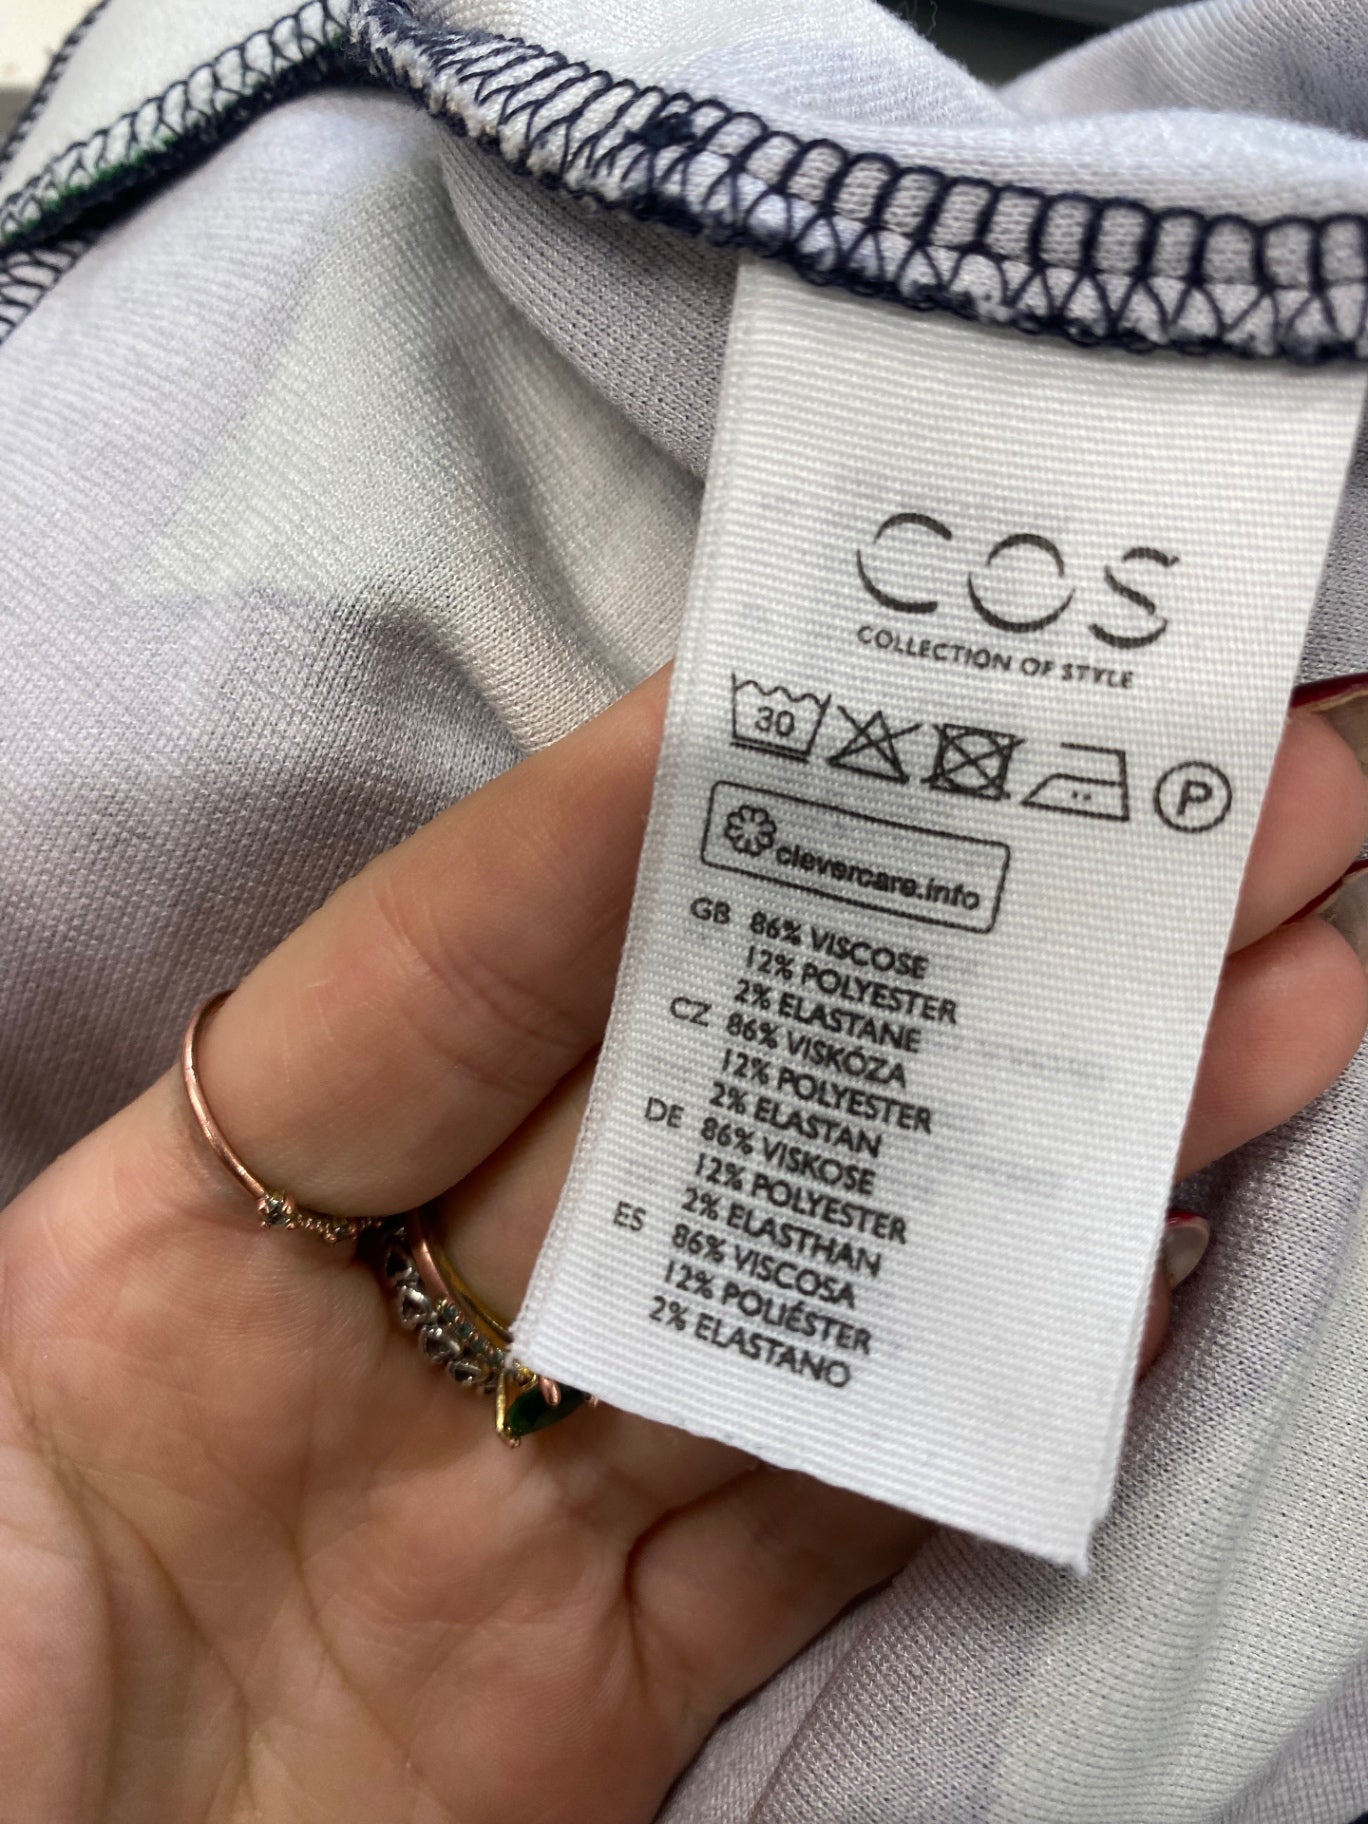 COS
COLLECTION OF STYLE
30 P
clevercare.info
GB 86% VISCOSE
12% POLYESTER
2% ELASTANE
CZ 86% VISKÓZA
12% POLYESTER
2% ELASTAN
DE 86% VISKOSE
12% POLYESTER
2% ELASTHAN
ES 86% VISCOSA
12% POLIÉSTER
2% ELASTANO